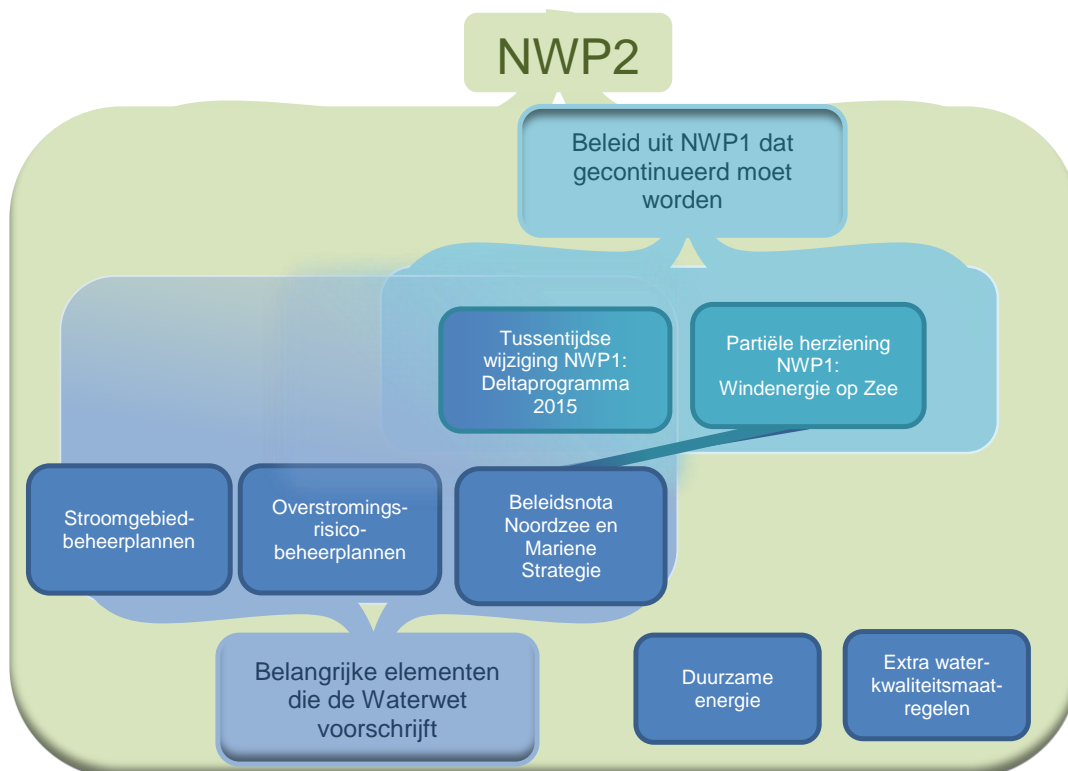 NWP2
Beleid uit NWP1 dat
gecontinueerd moet
worden
Tussentijdse
wijziging NWP1:
Deltaprogramma
2015
Partiële herziening
NWP1:
Windenergie op Zee
Stroomgebied-
beheerplannen
Overstromings-
risico-
beheerplannen
Beleidsnota
Noordzee en
Mariene
Strategie
Belangrijke elementen
die de Waterwet
voorschrijft
Duurzame
energie
Extra water-
kwaliteitsmaat-
regelen